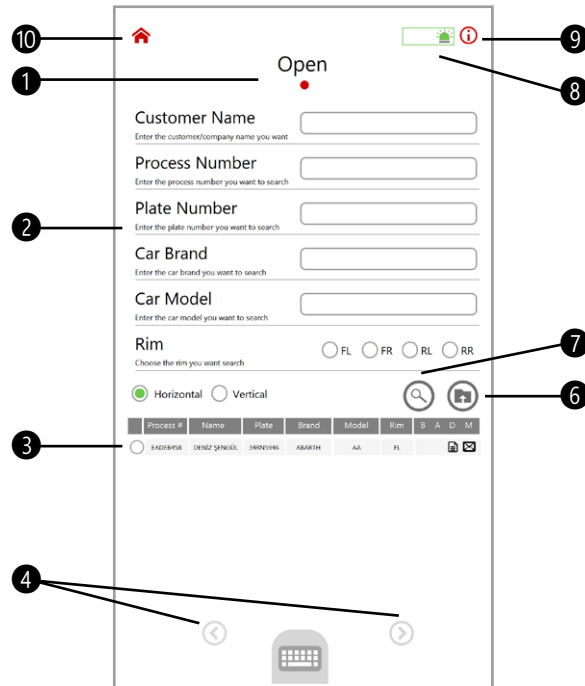 10
9
Open
1
8
Customer Name
Enter the customer/company name you want
Process Number
Enter the process number you want to search
Plate Number
Enter the plate number you want to search
2
Car Brand
Enter the car brand you want to search
Car Model
Enter the car model you want to search
Rim
Choose the rim you want search
FL FR RL RR
7
Horizontal Vertical
6
Process # Name Plate Brand Model Rim B A D M
3
EADEB458 DENİZ ŞENGÜL 34RN5946 ABARTH AA FL
4